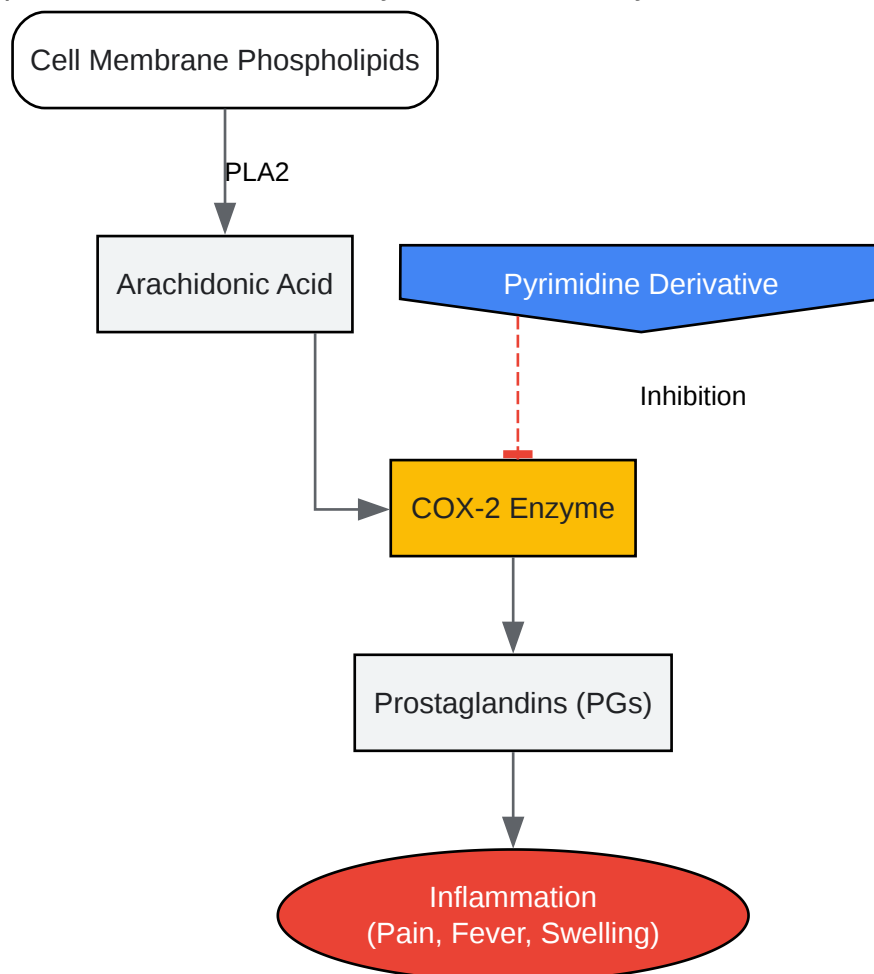 Cell Membrane Phospholipids
PLA2
Arachidonic Acid
Pyrimidine Derivative
Inhibition
COX-2 Enzyme
Prostaglandins (PGs)
Inflammation
(Pain, Fever, Swelling)